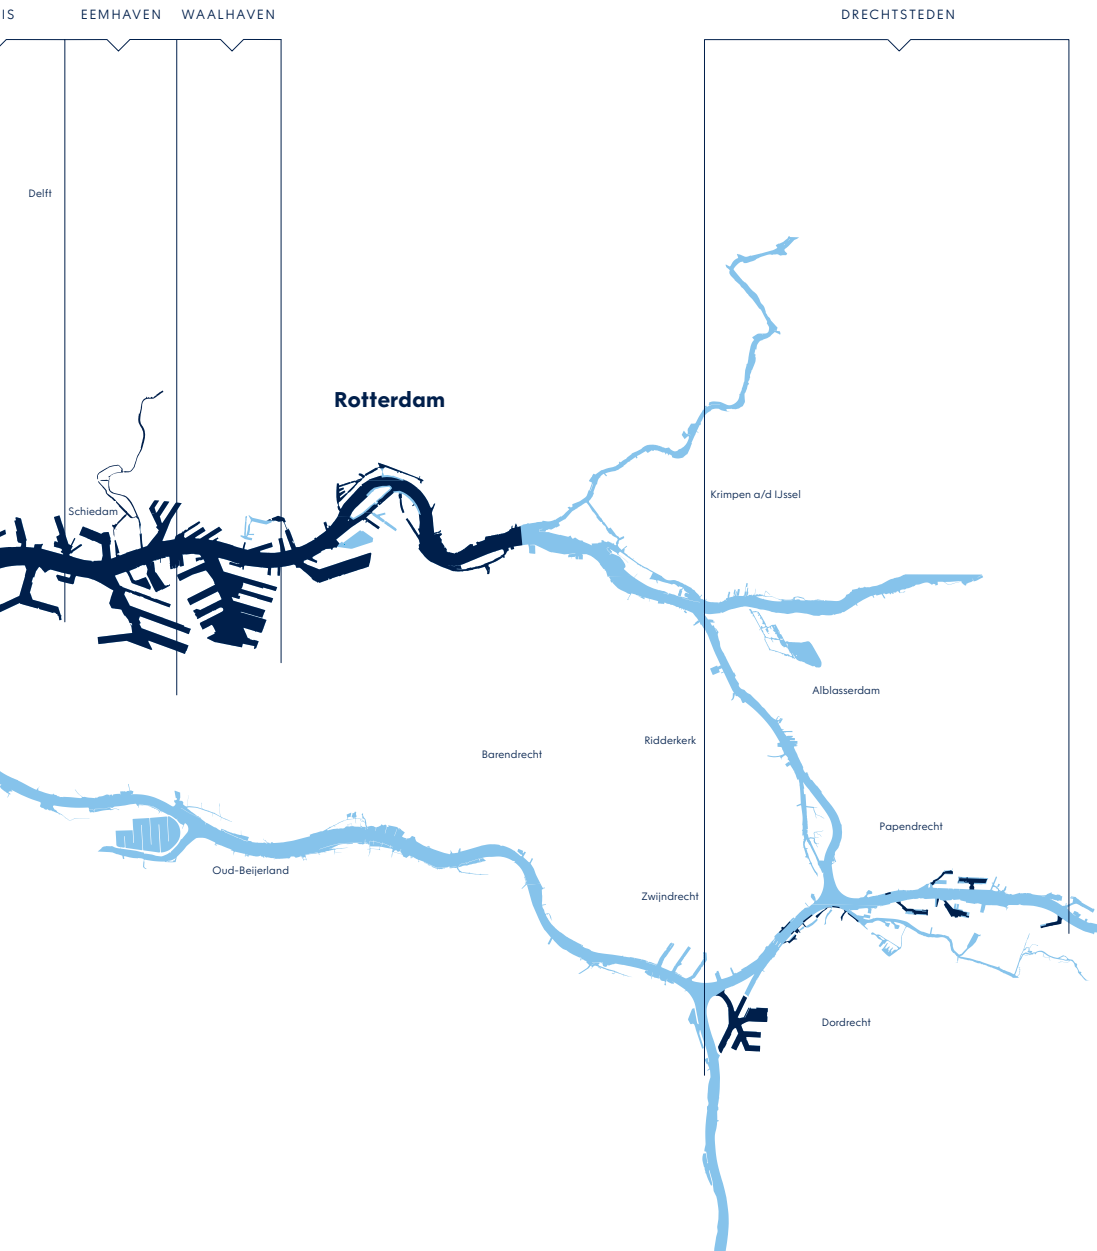 IS
EEMHAVEN
WAALHAVEN
DRECHTSTEDEN
Delft
Rotterdam
Krimpen a/d IJssel
Schiedam
Alblasserdam
Ridderkerk
Barendrecht
Papendrecht
Oud-Beijerland
Zwijndrecht
Dordrecht